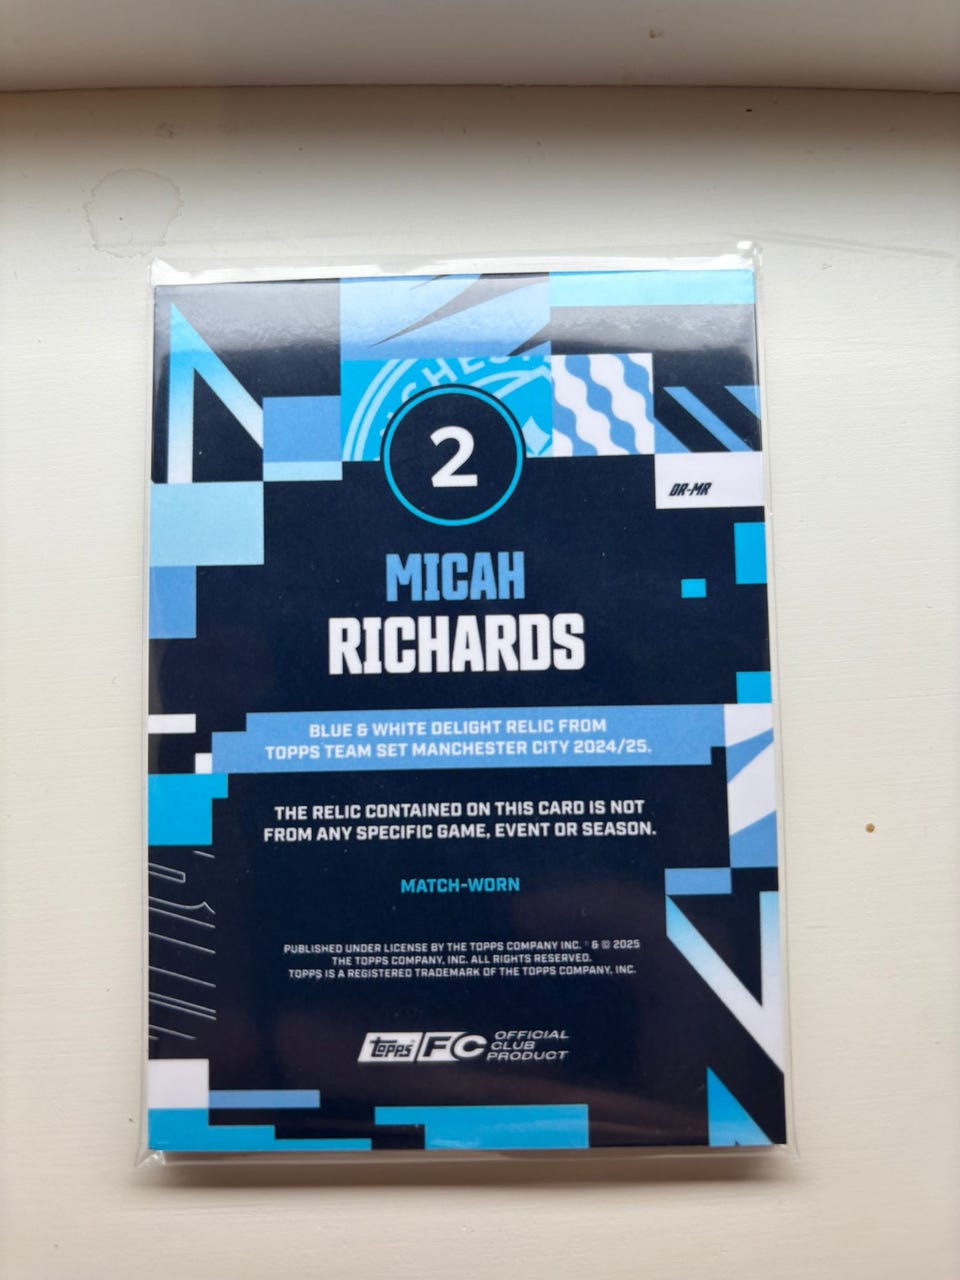 CHEST
2
DR-MR
MICAH
RICHARDS
BLUE & WHITE DELIGHT RELIC FROM
TOPPS TEAM SET MANCHESTER CITY 2024/25.
THE RELIC CONTAINED ON THIS CARD IS NOT
FROM ANY SPECIFIC GAME, EVENT OR SEASON.
MATCH-WORN
PUBLISHED UNDER LICENSE BY THE TOPPS COMPANY INC. ® & © 2025
THE TOPPS COMPANY, INC. ALL RIGHTS RESERVED.
TOPPS IS A REGISTERED TRADEMARK OF THE TOPPS COMPANY, INC.
topps FC OFFICIAL
CLUB
PRODUCT